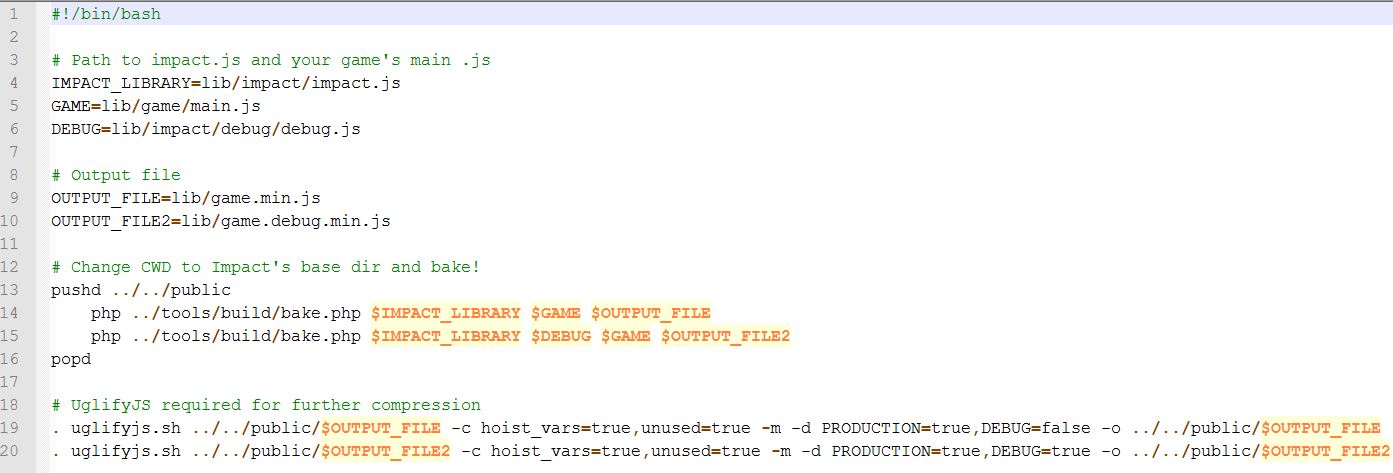 1 #!/bin/bash
2
3 # Path to impact.js and your game's main .js
4 IMPACT_LIBRARY=lib/impact/impact.js
5 GAME=lib/game/main.js
6 DEBUG=lib/impact/debug/debug.js
7
8 # Output file
9 OUTPUT_FILE=lib/game.min.js
10 OUTPUT_FILE2=lib/game.debug.min.js
11
12 # Change CWD to Impact's base dir and bake!
13 pushd ../../public
14     php ../tools/build/bake.php $IMPACT_LIBRARY $GAME $OUTPUT_FILE
15     php ../tools/build/bake.php $IMPACT_LIBRARY $DEBUG $GAME $OUTPUT_FILE2
16 popd
17
18 # UglifyJS required for further compression
19 . uglifyjs.sh ../../public/$OUTPUT_FILE -c hoist_vars=true,unused=true -m -d PRODUCTION=true,DEBUG=false -o ../../public/$OUTPUT_FILE
20 . uglifyjs.sh ../../public/$OUTPUT_FILE2 -c hoist_vars=true,unused=true -m -d PRODUCTION=true,DEBUG=true -o ../../public/$OUTPUT_FILE2